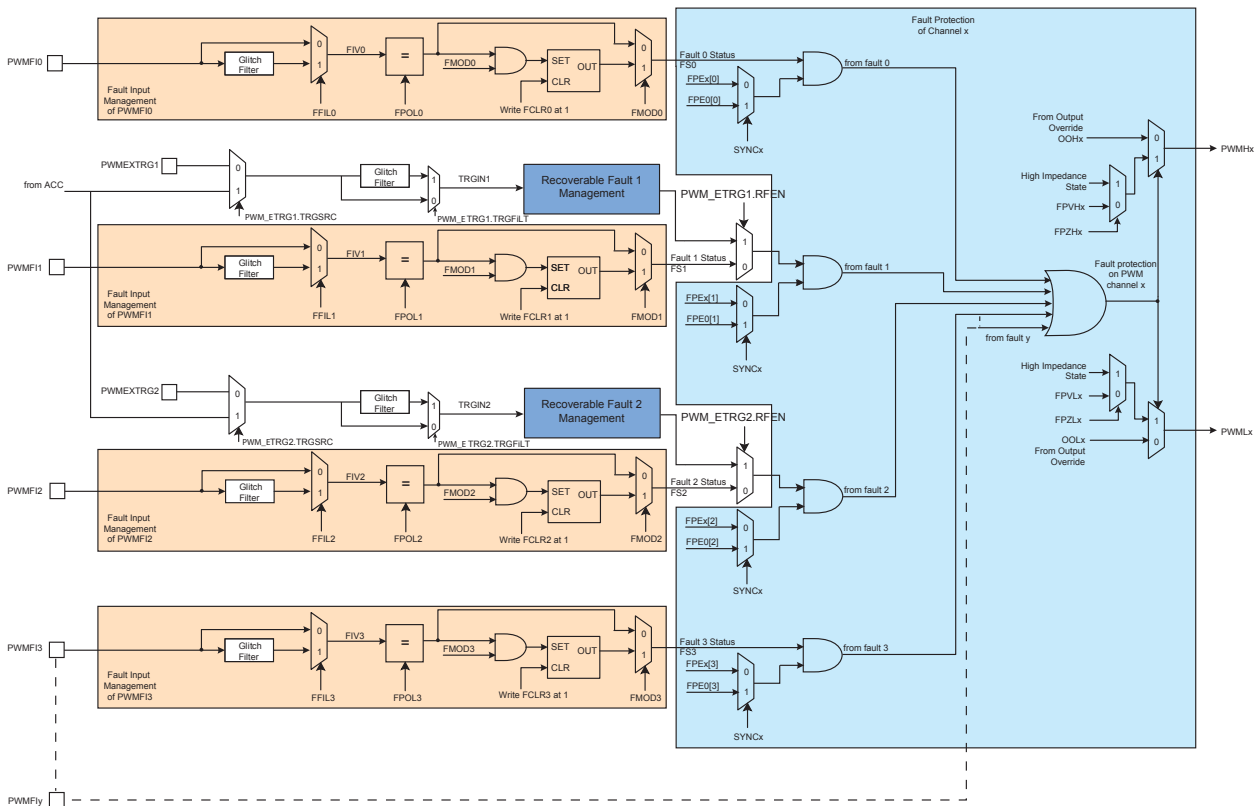 Fault Protection
of Channel x
PWMFI0
Glitch
Filter
0
1
FIV0
=
FMOD0
SET
OUT
CLR
0
1
Fault Input
Management
of PWMFI0
FFIL0
FPOL0
Write FCLR0 at 1
FMOD0
Fault 0 Status
FS0
FPEx[0]
FPE0[0]
0
1
SYNCx
from fault 0
From Output
Override
OOHx
0
1
PWMHx
High Impedance
State
FPVHx
1
0
FPZHx
PWMEXTRG1
from ACC
0
1
PWM_ETRG1.TRGSRC
Glitch
Filter
1
0
TRGIN1
PWM_ETRG1.TRGFILT
Recoverable Fault 1
Management
PWM_ETRG1.RFEN
1
0
PWMFI1
Glitch
Filter
0
1
FIV1
=
FMOD1
SET
OUT
CLR
0
1
Fault Input
Management
of PWMFI1
FFIL1
FPOL1
Write FCLR1 at 1
FMOD1
Fault 1 Status
FS1
FPEx[1]
FPE0[1]
0
1
SYNCx
from fault 1
Fault protection
on PWM
channel x
from fault y
PWMEXTRG2
0
1
PWM_ETRG2.TRGSRC
Glitch
Filter
1
0
TRGIN2
PWM_ETRG2.TRGFILT
Recoverable Fault 2
Management
PWM_ETRG2.RFEN
1
0
High Impedance
State
FPVLx
1
0
FPZLx
OOLx
From Output
Override
1
0
PWMLx
PWMFI2
Glitch
Filter
0
1
FIV2
=
FMOD2
SET
OUT
CLR
0
1
Fault Input
Management
of PWMFI2
FFIL2
FPOL2
Write FCLR2 at 1
FMOD2
Fault 2 Status
FS2
FPEx[2]
FPE0[2]
0
1
SYNCx
from fault 2
PWMFI3
Glitch
Filter
0
1
FIV3
=
FMOD3
SET
OUT
CLR
0
1
Fault Input
Management
of PWMFI3
FFIL3
FPOL3
Write FCLR3 at 1
FMOD3
Fault 3 Status
FS3
FPEx[3]
FPE0[3]
0
1
SYNCx
from fault 3
PWMFIy